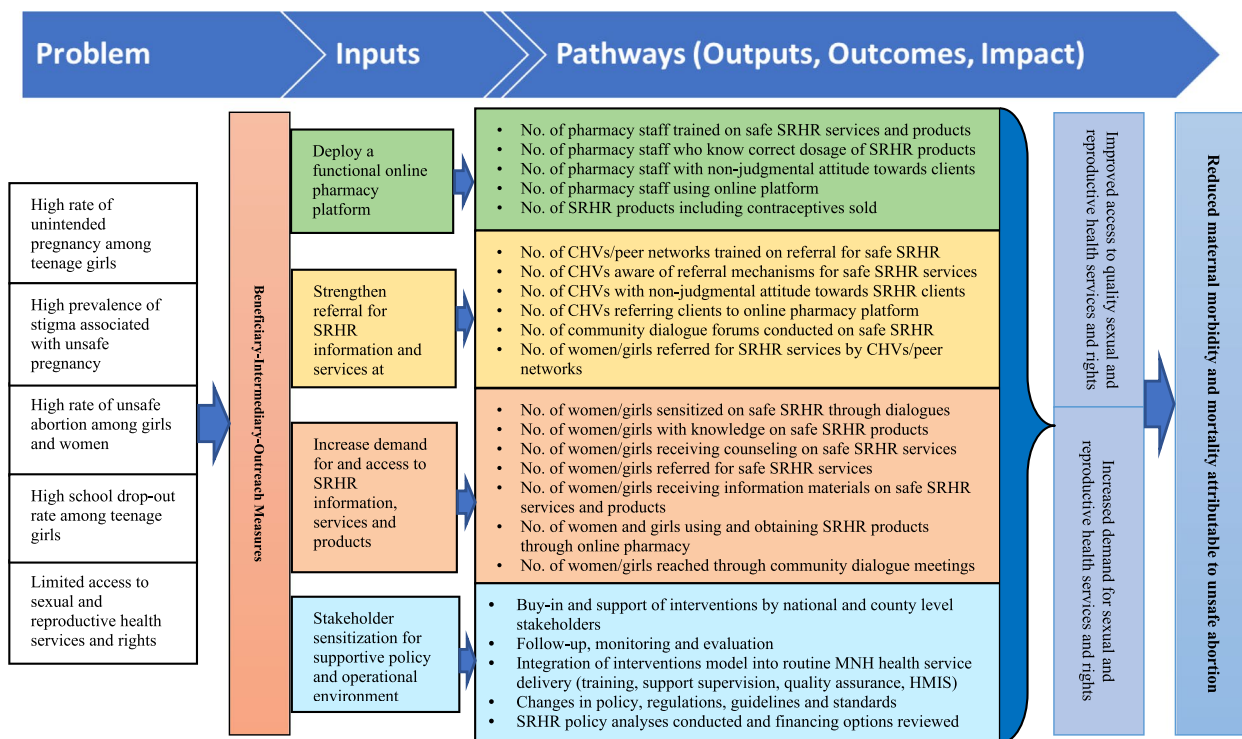 Problem
Inputs
Pathways (Outputs, Outcomes, Impact)
High rate of
unintended
pregnancy among
teenage girls
High prevalence of
stigma associated
with unsafe
pregnancy
High rate of unsafe
abortion among girls
and women
High school drop-out
rate among teenage
girls
Limited access to
sexual and
reproductive health
services and rights
Beneficiary-Intermediary-Outreach Measures
Deploy a
functional online
pharmacy
platform
• No. of pharmacy staff trained on safe SRHR services and products
• No. of pharmacy staff who know correct dosage of SRHR products
• No. of pharmacy staff with non-judgmental attitude towards clients
• No. of pharmacy staff using online platform
• No. of SRHR products including contraceptives sold
Strengthen
referral for
SRHR
information and
services at
• No. of CHVs/peer networks trained on referral for safe SRHR
• No. of CHVs aware of referral mechanisms for safe SRHR services
• No. of CHVs with non-judgmental attitude towards SRHR clients
• No. of CHVs referring clients to online pharmacy platform
• No. of community dialogue forums conducted on safe SRHR
• No. of women/girls referred for SRHR services by CHVs/peer
networks
Increase demand
for and access to
SRHR
information,
services and
products
• No. of women/girls sensitized on safe SRHR through dialogues
• No. of women/girls with knowledge on safe SRHR products
• No. of women/girls receiving counseling on safe SRHR services
• No. of women/girls referred for safe SRHR services
• No. of women/girls receiving information materials on safe SRHR
services and products
• No. of women and girls using and obtaining SRHR products
through online pharmacy
• No. of women/girls reached through community dialogue meetings
Stakeholder
sensitization for
supportive policy
and operational
environment
• Buy-in and support of interventions by national and county level
stakeholders
• Follow-up, monitoring and evaluation
• Integration of interventions model into routine MNH health service
delivery (training, support supervision, quality assurance, HMIS)
• Changes in policy, regulations, guidelines and standards
• SRHR policy analyses conducted and financing options reviewed
Improved access to quality sexual and
reproductive health services and rights
Increased demand for sexual and
reproductive health services and rights
Reduced maternal morbidity and mortality attributable to unsafe abortion